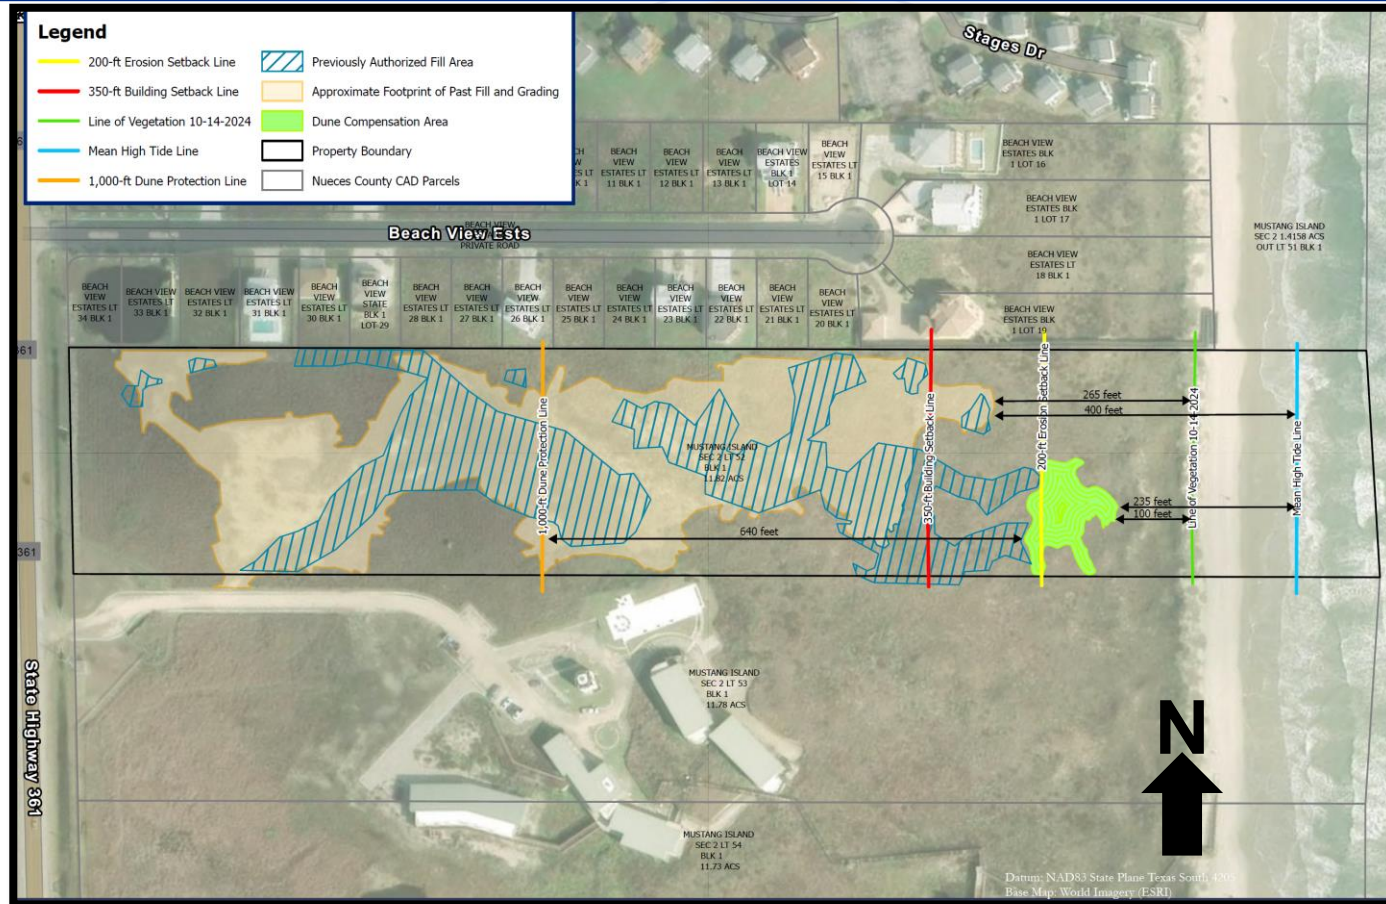 Legend
200-ft Erosion Setback Line
350-ft Building Setback Line
Line of Vegetation 10-14-2024
Mean High Tide Line
1,000-ft Dune Protection Line
Previously Authorized Fill Area
Approximate Footprint of Past Fill and Grading
Dune Compensation Area
Property Boundary
Nueces County CAD Parcels
Stages Dr
BEACH VIEW
ESTATES BLK
1 LOT 16
BEACH
VIEW
ESTATES LT
11 BLK 1
BEACH
VIEW
ESTATES LT
12 BLK 1
BEACH
VIEW
ESTATES LT
13 BLK 1
BEACH VIEW
ESTATES
BLK 1
LOT 14
BEACH
VIEW
ESTATES LT
15 BLK 1
BEACH VIEW
ESTATES BLK
1 LOT 17
MUSTANG ISLAND
SEC 2 1.4158 ACS
OUT LT 51 BLK 1
BEACH VIEW
Beach View Ests
PRIVATE ROAD
BEACH VIEW
ESTATES LT
18 BLK 1
BEACH
VIEW
ESTATES LT
34 BLK 1
BEACH VIEW
ESTATES LT
33 BLK 1
BEACH VIEW
ESTATES LT
32 BLK 1
BEACH VIEW
ESTATES LT
31 BLK 1
BEACH
VIEW
ESTATES LT
30 BLK 1
BEACH
VIEW
STATE
BLK 1
LOT 29
BEACH
VIEW
ESTATES LT
28 BLK 1
BEACH
VIEW
ESTATES LT
27 BLK 1
BEACH
VIEW
ESTATES LT
26 BLK 1
BEACH
VIEW
ESTATES LT
25 BLK 1
BEACH
VIEW
ESTATES LT
24 BLK 1
BEACH
VIEW
ESTATES LT
23 BLK 1
BEACH
VIEW
ESTATES LT
22 BLK 1
BEACH
VIEW
ESTATES LT
21 BLK 1
BEACH
VIEW
ESTATES LT
20 BLK 1
BEACH VIEW
ESTATES BLK
1 LOT 19
361
1,000-ft Dune Protection Line
350-ft Building Setback Line
200-ft Erosion Setback Line
Line of Vegetation 10-14-2024
Mean High Tide Line
265 feet
400 feet
MUSTANG ISLAND
SEC 2 LT 52
BLK 1
11.82 ACS
235 feet
100 feet
640 feet
361
State Highway 361
MUSTANG ISLAND
SEC 2 LT 53
BLK 1
11.78 ACS
N
MUSTANG ISLAND
SEC 2 LT 54
BLK 1
11.73 ACS
Datum: NAD83 State Plane Texas South 4205
Base Map: World Imagery (ESRI)